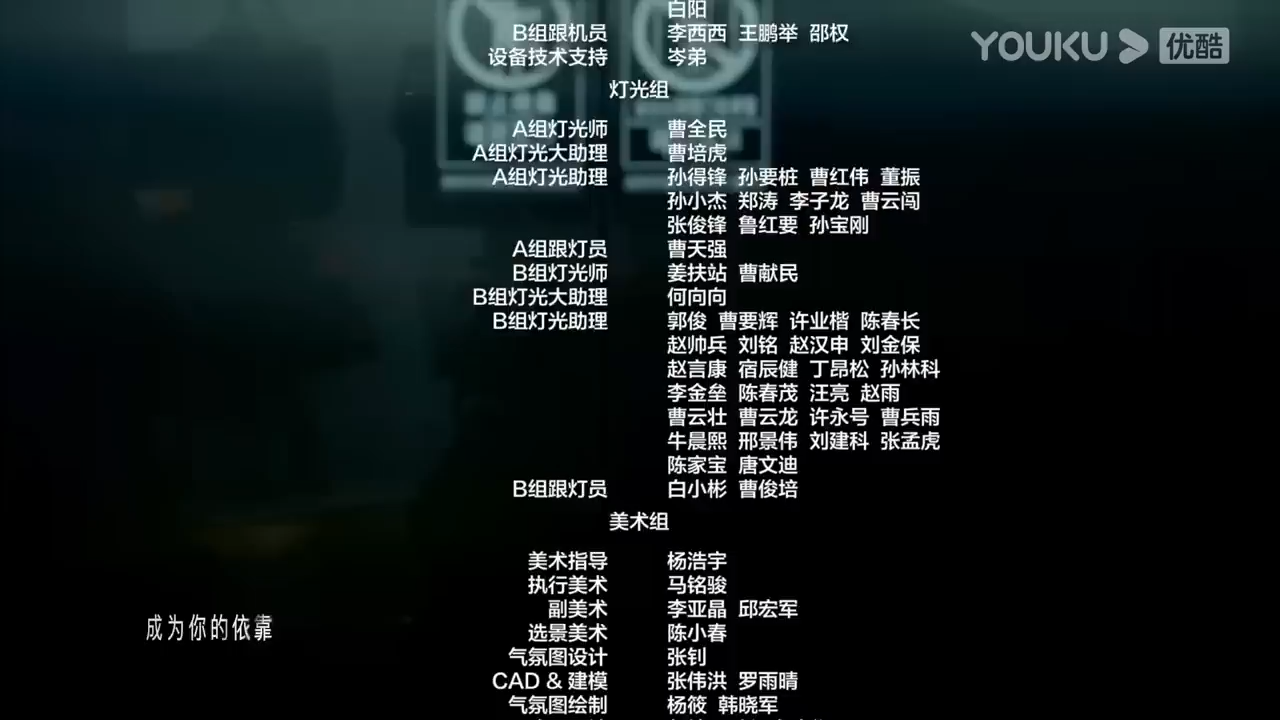 白阳
YOUKU 优酷
B组跟机员 李西西 王鹏举 邵权
设备技术支持 岑弟
灯光组
A组灯光师 曹全民
A组灯光大助理 曹培虎
A组灯光助理 孙得锋 孙要桩 曹红伟 董振
孙小杰 郑涛 李子龙 曹云闯
张俊锋 鲁红要 孙宝刚
A组跟灯员 曹天强
B组灯光师 姜扶站 曹献民
B组灯光大助理 何向向
B组灯光助理 郭俊 曹要辉 许业楷 陈春长
赵帅兵 刘铭 赵汉申 刘金保
赵言康 宿辰健 丁昂松 孙林科
李金垒 陈春茂 汪亮 赵雨
曹云壮 曹云龙 许永号 曹兵雨
牛晨熙 邢景伟 刘建科 张孟虎
陈家宝 唐文迪
B组跟灯员 白小彬 曹俊培
美术组
美术指导 杨浩宇
执行美术 马铭骏
副美术 李亚晶 邱宏军
选景美术 陈小春
气氛图设计 张钊
CAD & 建模 张伟洪 罗雨晴
气氛图绘制 杨筱 韩晓军
成为你的依靠